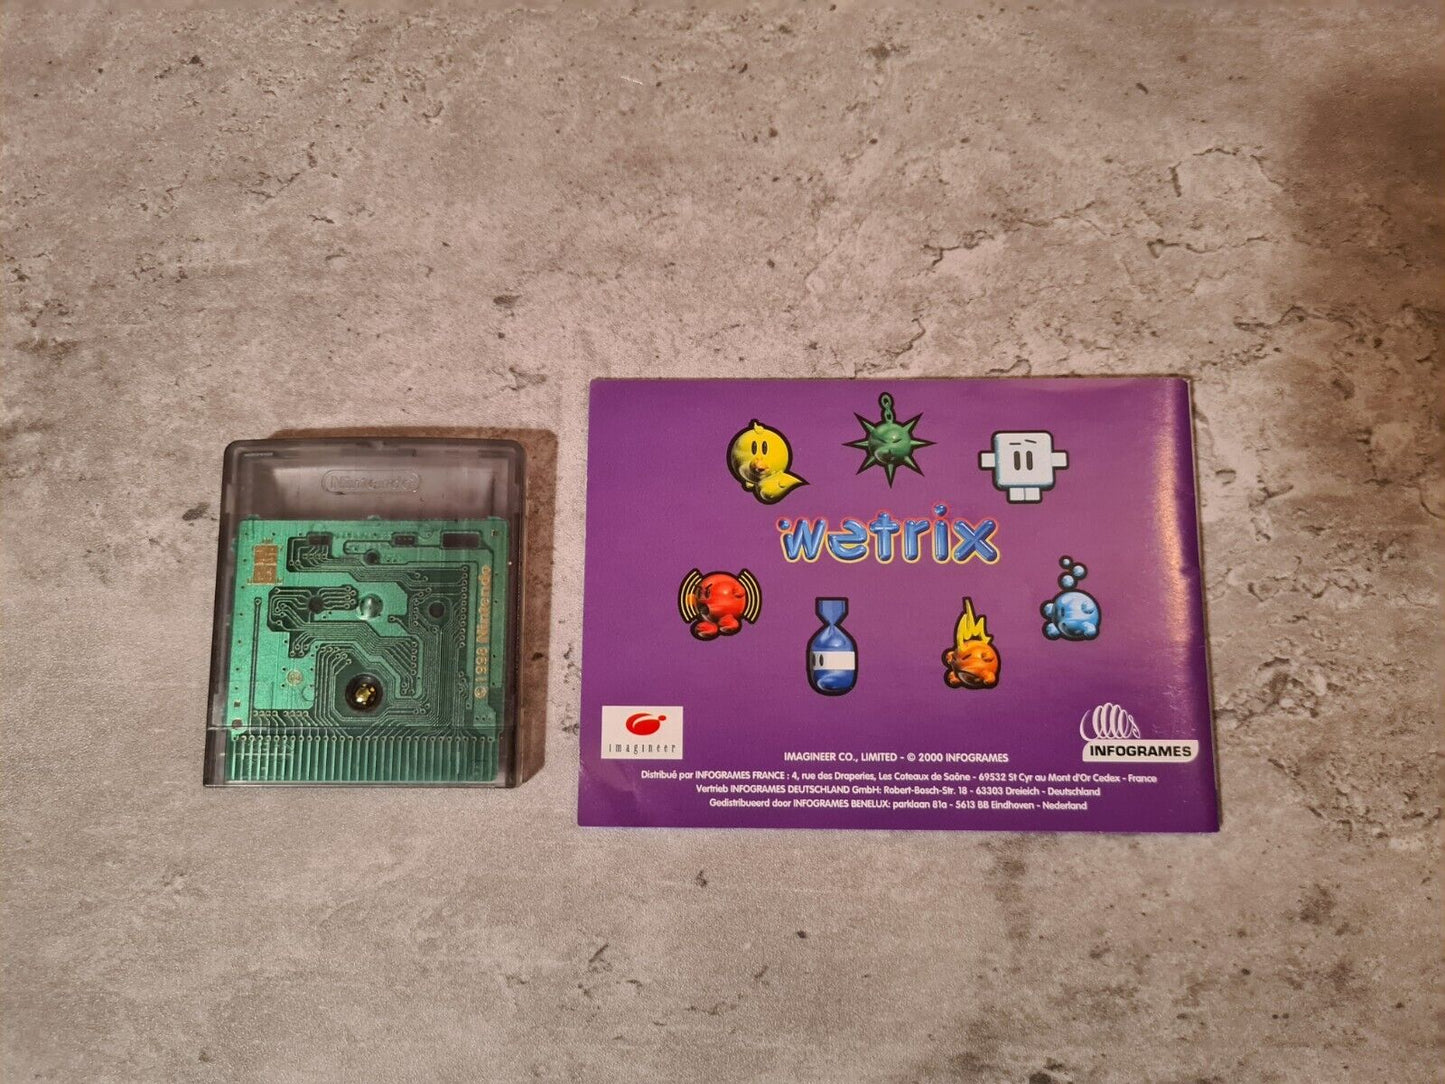 Nintendo
© 1998 Nintendo
wetrix
imagineer
INFOGRAMES
IMAGINEER CO., LIMITED - © 2000 INFOGRAMES
Distribué par INFOGRAMES FRANCE : 4, rue des Draperies, Les Coteaux de Saône - 69532 St Cyr au Mont d'Or Cedex - France
Vertrieb INFOGRAMES DEUTSCHLAND GmbH: Robert-Bosch-Str. 18 - 63303 Dreieich - Deutschland
Gedistribueerd door INFOGRAMES BENELUX: parklaan 81a - 5613 BB Eindhoven - Nederland